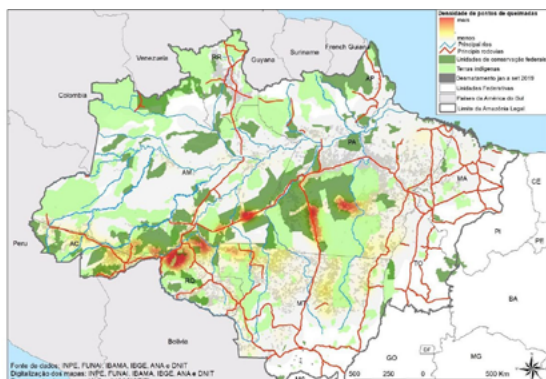 Densidade de pontos de queimadas
mais
menos
Principal rios
Principais rodovias
Unidades de conservação federais
Terras indígenas
Desmatamento jan a set 2019
Unidades Federativas
Países da América do Sul
Limite da Amazônia Legal
Venezuela
Guyana
Suriname
French Guiana
Colombia
RR
AP
AM
PA
MA
CE
PI
PE
Peru
AC
RO
TO
MT
BA
Bolivia
GO
DF
MG
MS
Fonte de dados: INPE, FUNAI, IBAMA, IBGE, ANA e DNIT
Digitalização dos mapas: INPE, FUNAI, IBAMA, IBGE, ANA e DNIT
500
0
500 Km